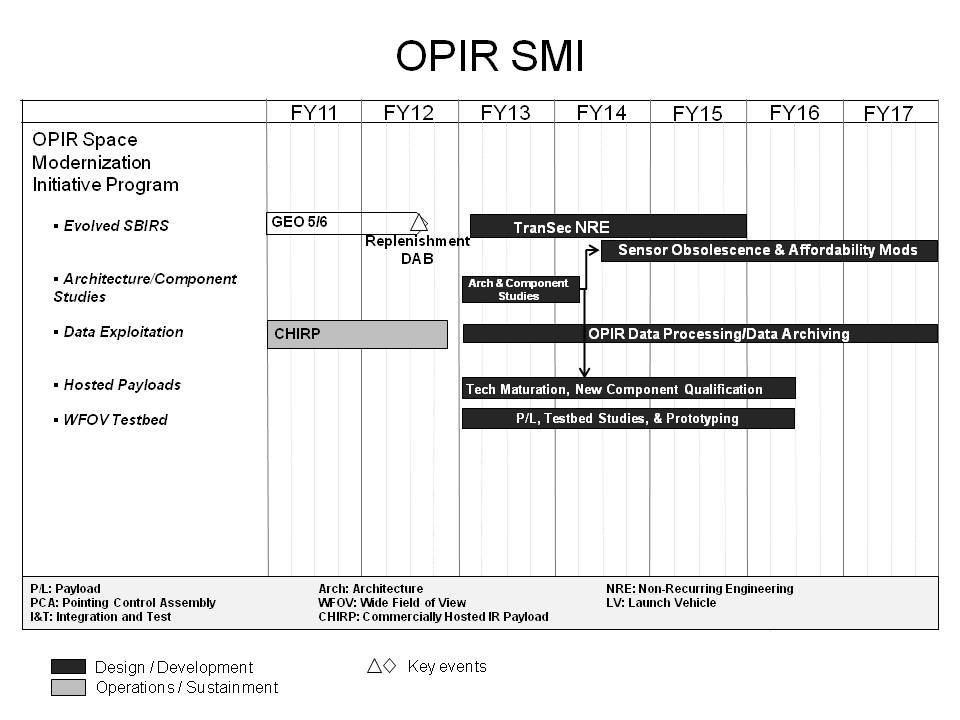 OPIR SMI
FY11 FY12 FY13 FY14 FY15 FY16 FY17
OPIR Space
Modernization
Initiative Program
▪ Evolved SBIRS
GEO 5/6
TranSec NRE
Replenishment
DAB
Sensor Obsolescence & Affordability Mods
▪ Architecture/Component
Studies
Arch & Component
Studies
▪ Data Exploitation
CHIRP
OPIR Data Processing/Data Archiving
▪ Hosted Payloads
Tech Maturation, New Component Qualification
▪ WFOV Testbed
P/L, Testbed Studies, & Prototyping
P/L: Payload
PCA: Pointing Control Assembly
I&T: Integration and Test
Arch: Architecture
WFOV: Wide Field of View
CHIRP: Commercially Hosted IR Payload
NRE: Non-Recurring Engineering
LV: Launch Vehicle
Design / Development
Operations / Sustainment
Key events